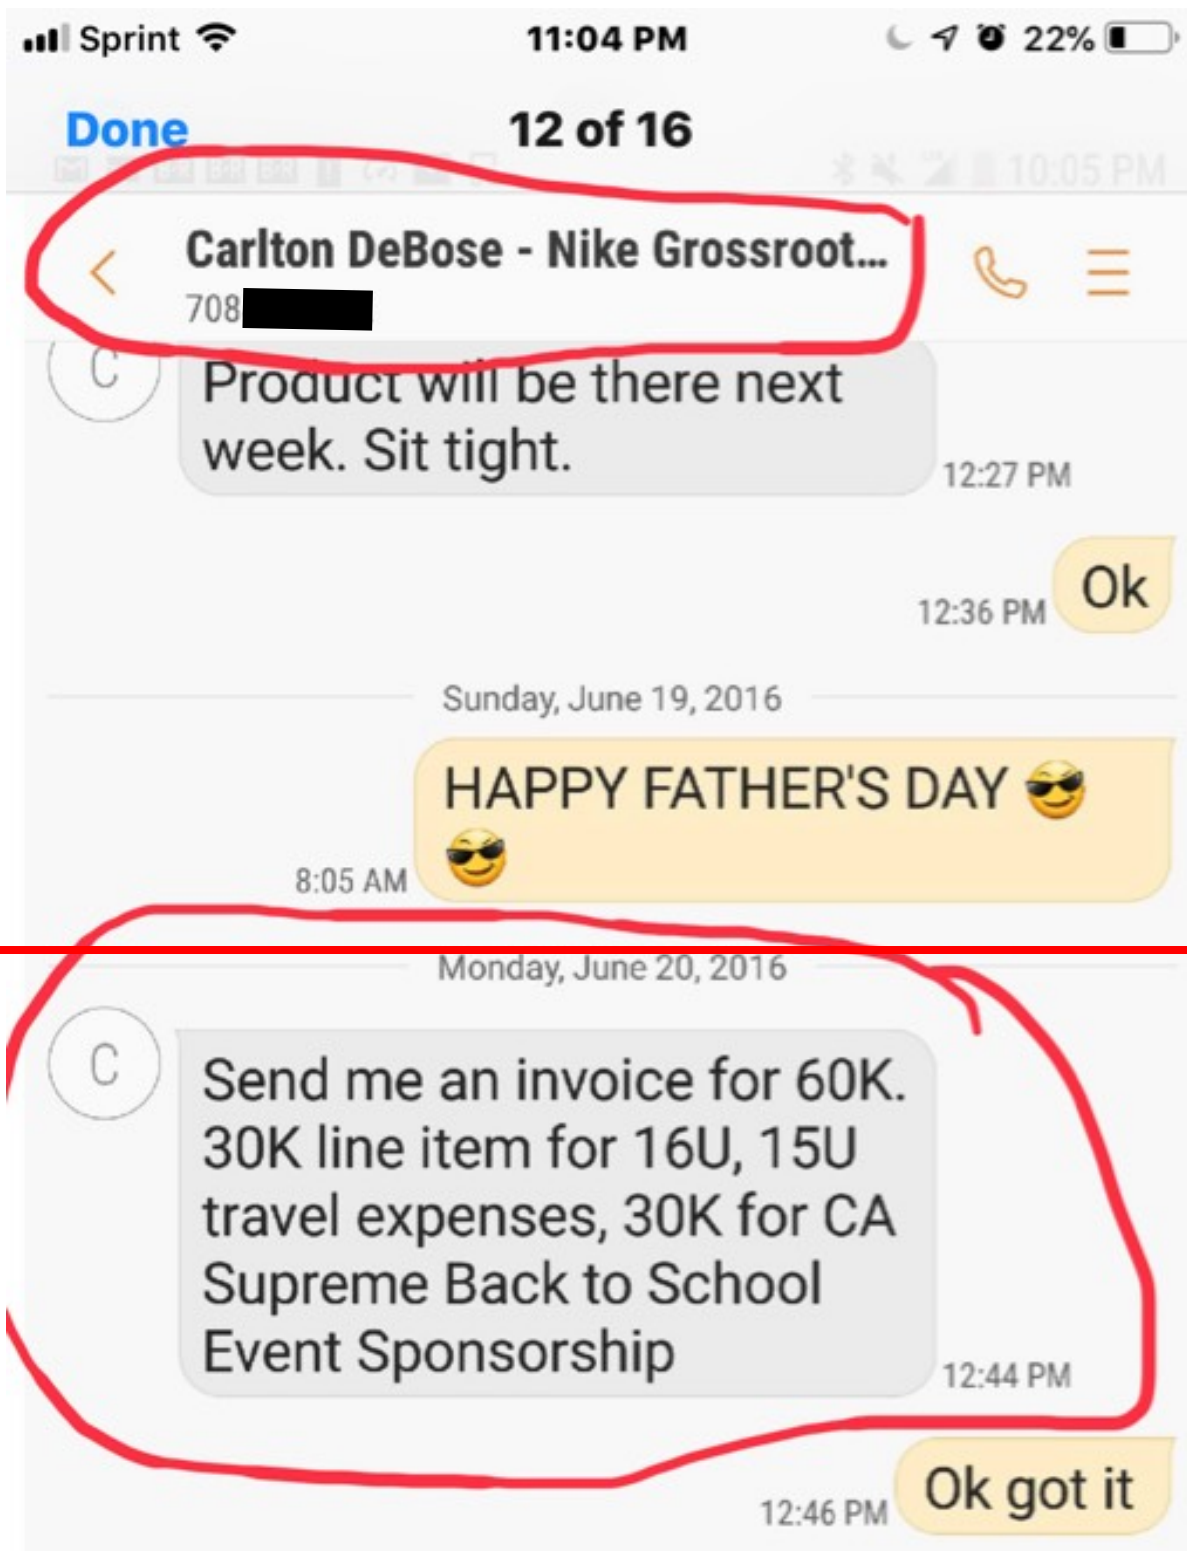 Sprint 11:04 PM 22%
Done 12 of 16
10:05 PM
Carlton DeBose - Nike Grossroot...
708
C
Product will be there next
week. Sit tight.
12:27 PM
Ok
12:36 PM
Sunday, June 19, 2016
HAPPY FATHER'S DAY 😎
😎
8:05 AM
Monday, June 20, 2016
C
Send me an invoice for 60K.
30K line item for 16U, 15U
travel expenses, 30K for CA
Supreme Back to School
Event Sponsorship
12:44 PM
Ok got it
12:46 PM